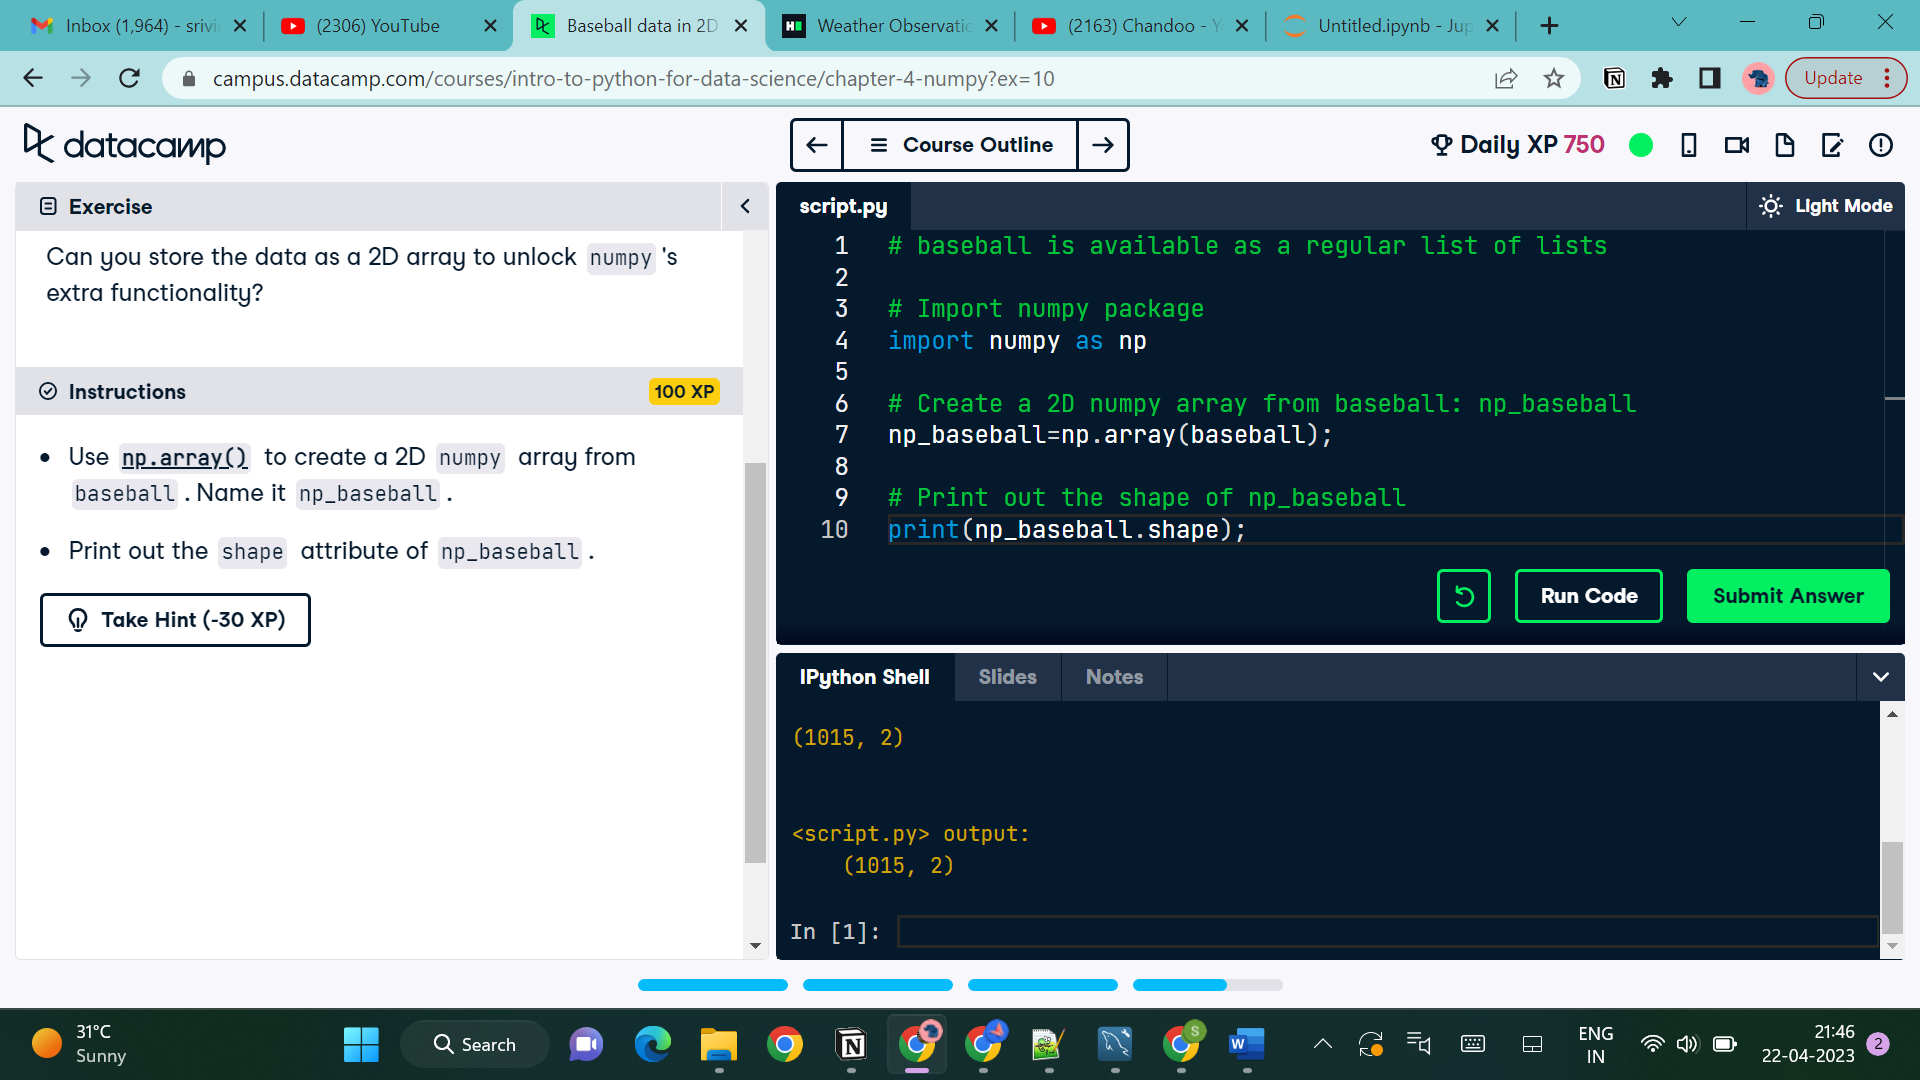 Inbox (1,964) - srivi
(2306) YouTube
Baseball data in 2D
Weather Observatio
(2163) Chandoo - Y
Untitled.ipynb - Jup
campus.datacamp.com/courses/intro-to-python-for-data-science/chapter-4-numpy?ex=10
Update
datacamp
Course Outline
Daily XP 750
Exercise
Can you store the data as a 2D array to unlock numpy 's
extra functionality?
Instructions
100 XP
Use np.array() to create a 2D numpy array from
baseball . Name it np_baseball .
Print out the shape attribute of np_baseball .
Take Hint (-30 XP)
script.py
Light Mode
1 # baseball is available as a regular list of lists
2
3 # Import numpy package
4 import numpy as np
5
6 # Create a 2D numpy array from baseball: np_baseball
7 np_baseball=np.array(baseball);
8
9 # Print out the shape of np_baseball
10 print(np_baseball.shape);
Run Code
Submit Answer
IPython Shell
Slides
Notes
(1015, 2)
<script.py> output:
(1015, 2)
In [1]:
31°C
Sunny
Search
ENG
IN
21:46
22-04-2023
2